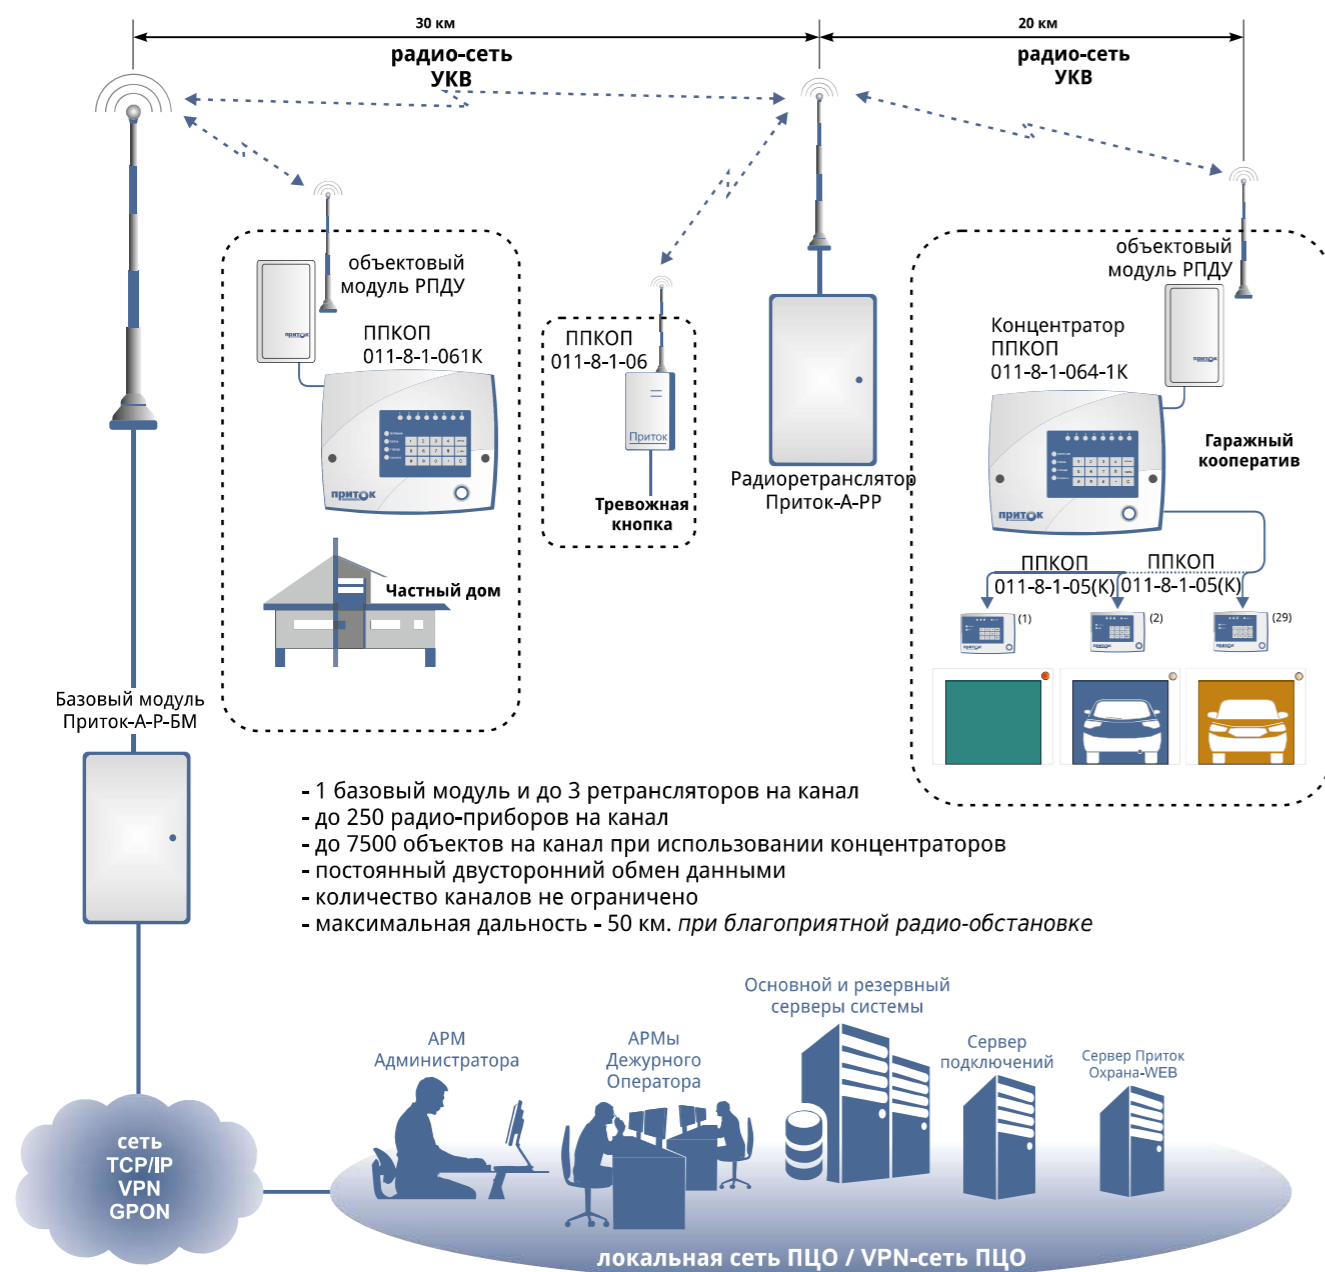 30 км
20 км
радио-сеть
УКВ
радио-сеть
УКВ
объектовый
модуль РПДУ
ППКОП
011-8-1-061К
приток
приток
Частный дом
ППКОП
011-8-1-06
Приток
Тревожная
кнопка
Радиоретранслятор
Приток-А-РР
объектовый
модуль РПДУ
Концентратор
ППКОП
011-8-1-064-1К
приток
приток
Гаражный
кооператив
ППКОП
011-8-1-05(К)
ППКОП
011-8-1-05(К)
(1)
(2)
(29)
Базовый модуль
Приток-А-Р-БМ
- 1 базовый модуль и до 3 ретрансляторов на канал
- до 250 радио-приборов на канал
- до 7500 объектов на канал при использовании концентраторов
- постоянный двусторонний обмен данными
- количество каналов не ограничено
- максимальная дальность - 50 км. при благоприятной радио-обстановке
Основной и резервный
серверы системы
АРМ
Администратора
АРМы
Дежурного
Оператора
Сервер
подключений
Сервер Приток
Охрана-WEB
сеть
TCP/IP
VPN
GPON
локальная сеть ПЦО / VPN-сеть ПЦО